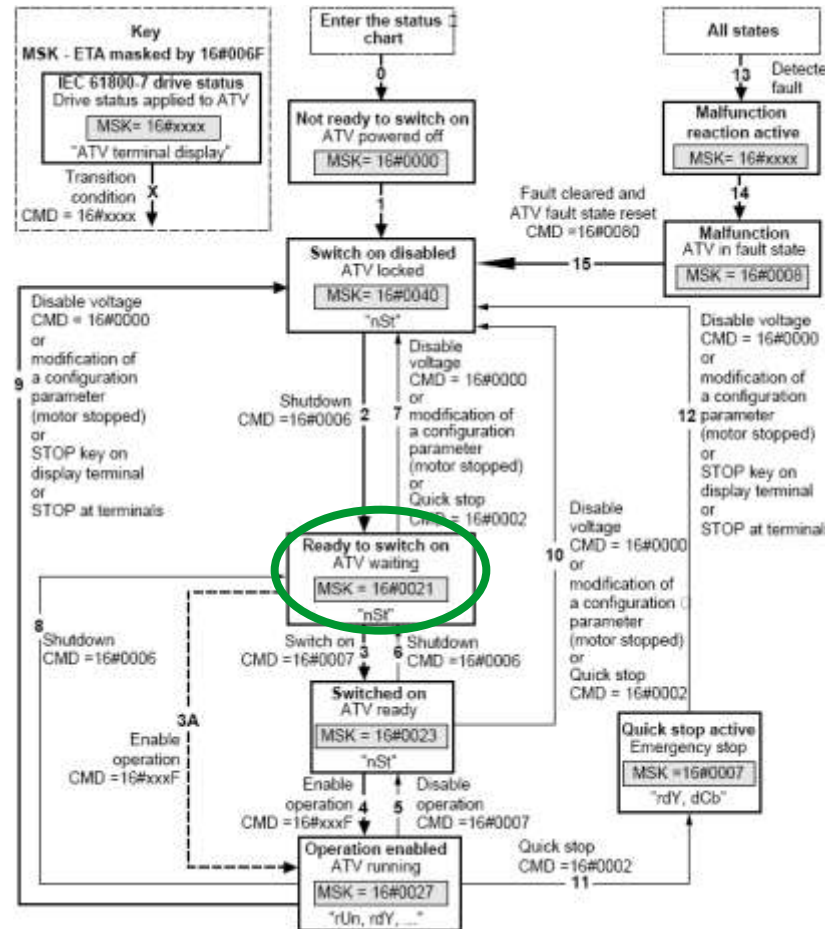 Key
MSK - ETA masked by 16#006F
IEC 61800-7 drive status
Drive status applied to ATV
MSK= 16#xxxx
"ATV terminal display"
Transition
condition
CMD = 16#xxxx
X
Enter the status
chart
0
Not ready to switch on
ATV powered off
MSK= 16#0000
1
All states
13
Detecte
fault
Malfunction
reaction active
MSK= 16#xxxx
14
Malfunction
ATV in fault state
MSK = 16#0008
Fault cleared and
ATV fault state reset
CMD =16#0080
15
Switch on disabled
ATV locked
MSK= 16#0040
"nSt"
Disable voltage
CMD = 16#0000
or
9
modification of
a configuration
parameter
(motor stopped)
or
STOP key on
display terminal
or
STOP at terminals
Shutdown
CMD =16#0006
2
7
Disable
voltage
CMD = 16#0000
or
modification of
a configuration
parameter
(motor stopped)
or
Quick stop
CMD =16#0002
Disable voltage
CMD = 16#0000
or
modification of
a configuration
12
parameter
(motor stopped)
or
STOP key on
display terminal
or
STOP at terminals
10
Disable
voltage
CMD = 16#0000
or
modification of
a configuration
parameter
(motor stopped)
or
Quick stop
CMD =16#0002
Ready to switch on
ATV waiting
MSK = 16#0021
"nSt"
8
Shutdown
CMD =16#0006
3A
Enable
operation
CMD =16#xxxF
Switch on
CMD =16#0007
3
6
Shutdown
CMD =16#0006
Switched on
ATV ready
MSK = 16#0023
"nSt"
Enable
operation
CMD =16#xxxF
4
5
Disable
operation
CMD =16#0007
Quick stop active
Emergency stop
MSK =16#0007
"rdY, dCb"
Operation enabled
ATV running
MSK = 16#0027
"rUn, rdY, ..."
Quick stop
CMD =16#0002
11